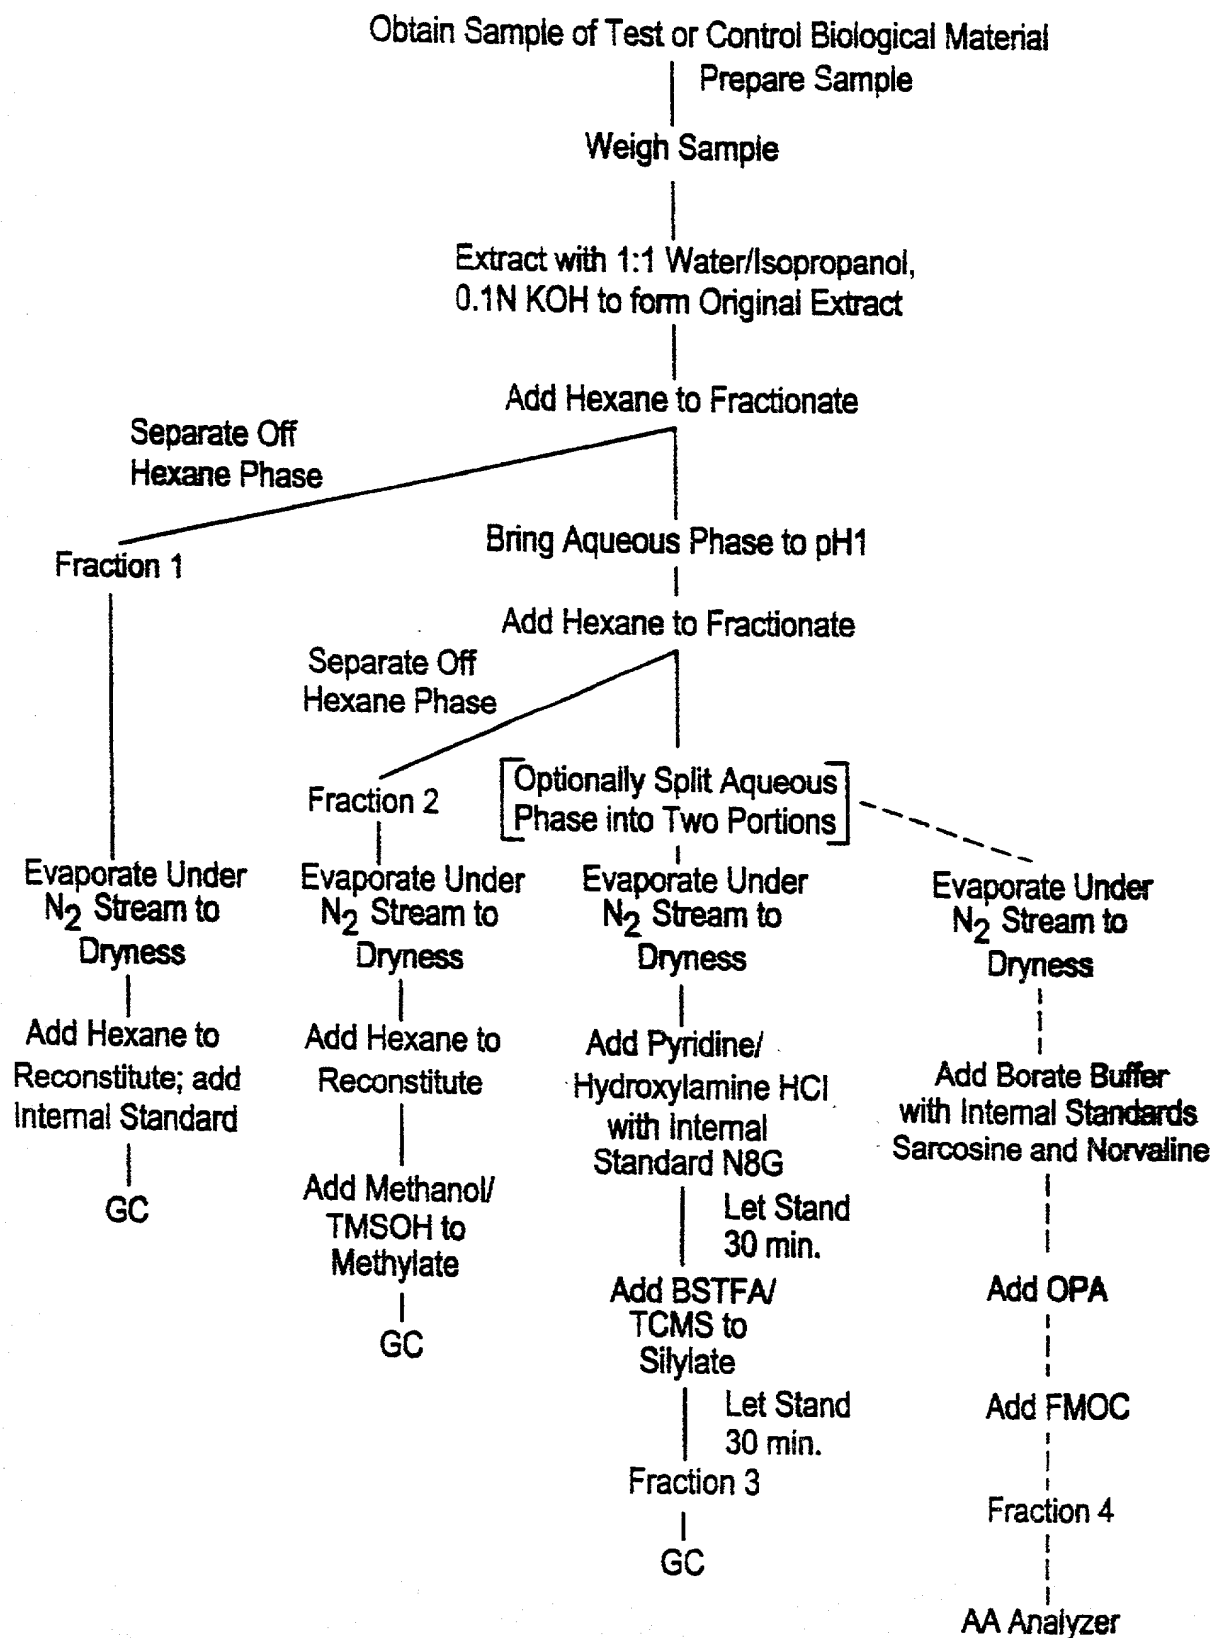 Obtain Sample of Test or Control Biological Material
Prepare Sample
Weigh Sample
Extract with 1:1 Water/Isopropanol,
0.1N KOH to form Original Extract
Add Hexane to Fractionate
Separate Off
Hexane Phase
Fraction 1
Bring Aqueous Phase to pH1
Add Hexane to Fractionate
Separate Off
Hexane Phase
Fraction 2
Optionally Split Aqueous
Phase into Two Portions
Evaporate Under
N2 Stream to
Dryness
Add Hexane to
Reconstitute; add
Internal Standard
GC
Evaporate Under
N2 Stream to
Dryness
Add Hexane to
Reconstitute
Add Methanol/
TMSOH to
Methylate
GC
Evaporate Under
N2 Stream to
Dryness
Add Pyridine/
Hydroxylamine HCl
with Internal
Standard N8G
Let Stand
30 min.
Add BSTFA/
TCMS to
Silylate
Let Stand
30 min.
Fraction 3
GC
Evaporate Under
N2 Stream to
Dryness
Add Borate Buffer
with Internal Standards
Sarcosine and Norvaline
Add OPA
Add FMOC
Fraction 4
AA Analyzer